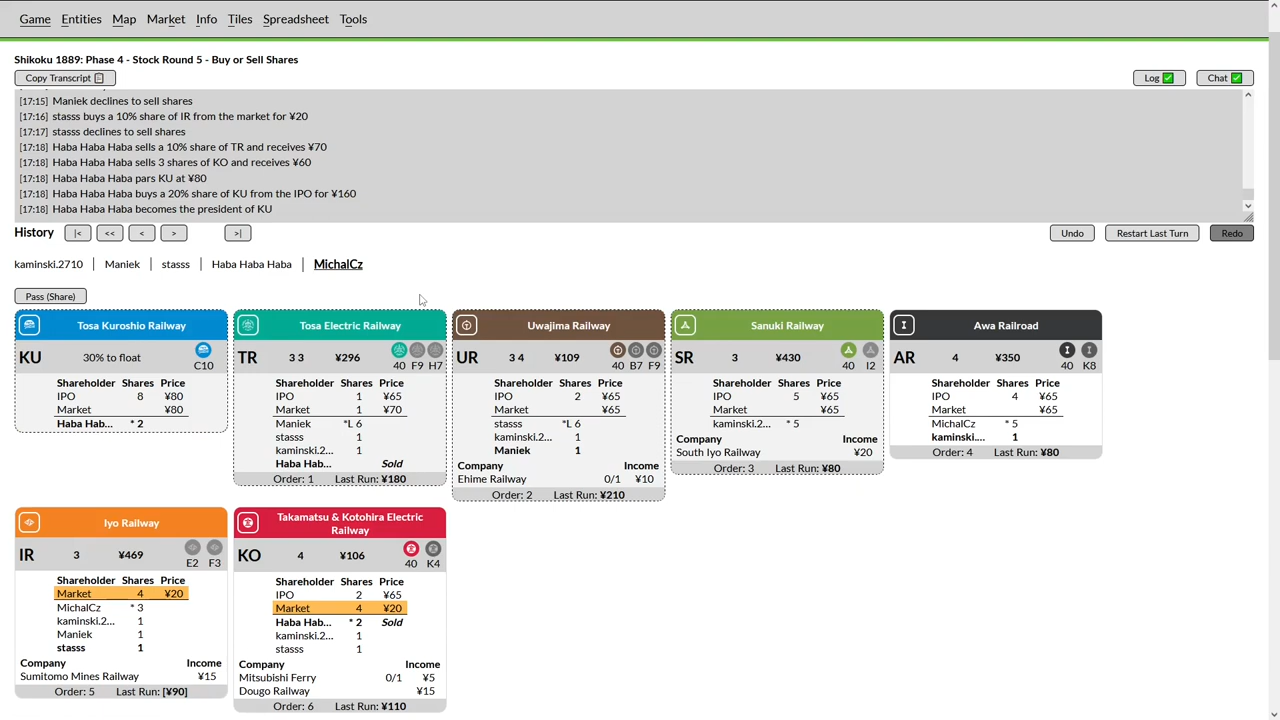 Game Entities Map Market Info Tiles Spreadsheet Tools
Shikoku 1889: Phase 4 - Stock Round 5 - Buy or Sell Shares
Copy Transcript
Log Chat
[17:15] Maniek declines to sell shares
[17:16] stasss buys a 10% share of IR from the market for ¥20
[17:17] stasss declines to sell shares
[17:18] Haba Haba Haba sells a 10% share of TR and receives ¥70
[17:18] Haba Haba Haba sells 3 shares of KO and receives ¥60
[17:18] Haba Haba Haba pars KU at ¥80
[17:18] Haba Haba Haba buys a 20% share of KU from the IPO for ¥160
[17:18] Haba Haba Haba becomes the president of KU
History |< << < > >| Undo Restart Last Turn Redo
kaminski.2710 Maniek stasss Haba Haba Haba MichalCz
Pass (Share)
Tosa Kuroshio Railway
KU 30% to float C10
Shareholder Shares Price
IPO 8 ¥80
Market ¥80
Haba Hab... * 2
Tosa Electric Railway
TR 3 3 ¥296 40 F9 H7
Shareholder Shares Price
IPO 1 ¥65
Market 1 ¥70
Maniek *L 6
stasss 1
kaminski.2... 1
Haba Hab... Sold
Order: 1 Last Run: ¥180
Uwajima Railway
UR 3 4 ¥109 40 B7 F9
Shareholder Shares Price
IPO 2 ¥65
Market ¥65
stasss *L 6
kaminski.2... 1
Maniek 1
Company Income
Ehime Railway 0/1 ¥10
Order: 2 Last Run: ¥210
Sanuki Railway
SR 3 ¥430 40 I2
Shareholder Shares Price
IPO 5 ¥65
Market ¥65
kaminski.2... * 5
Company Income
South Iyo Railway ¥20
Order: 3 Last Run: ¥80
Awa Railroad
AR 4 ¥350 40 K8
Shareholder Shares Price
IPO 4 ¥65
Market ¥65
MichalCz * 5
kaminski.... 1
Order: 4 Last Run: ¥80
Iyo Railway
IR 3 ¥469 E2 F3
Shareholder Shares Price
Market 4 ¥20
MichalCz * 3
kaminski.2... 1
Maniek 1
stasss 1
Company Income
Sumitomo Mines Railway ¥15
Order: 5 Last Run: [¥90]
Takamatsu & Kotohira Electric
Railway
KO 4 ¥106 40 K4
Shareholder Shares Price
IPO 2 ¥65
Market 4 ¥20
Haba Hab... * 2 Sold
kaminski.2... 1
stasss 1
Company Income
Mitsubishi Ferry 0/1 ¥5
Dougo Railway ¥15
Order: 6 Last Run: ¥110